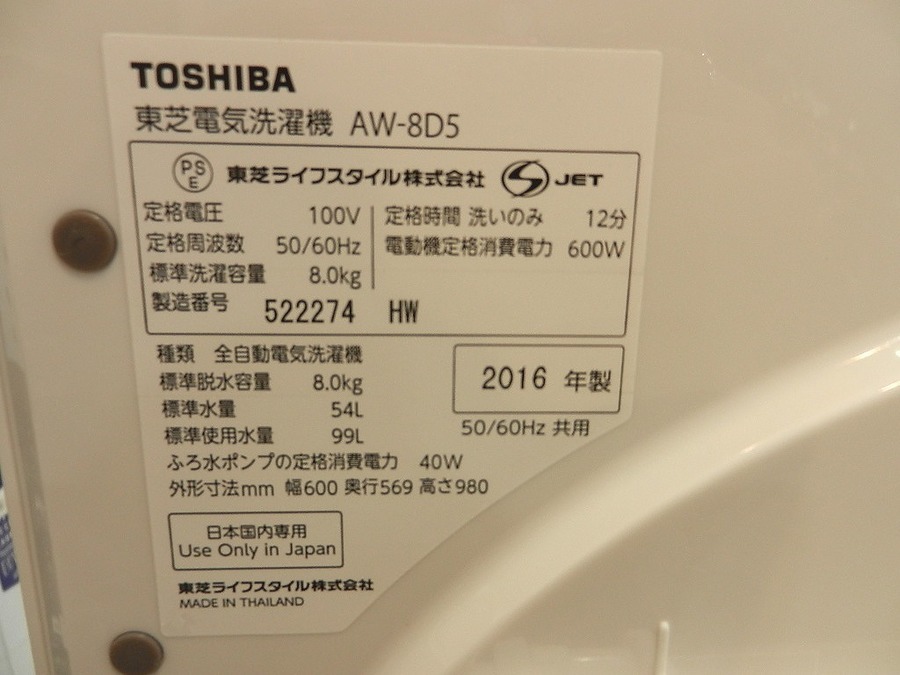 TOSHIBA
東芝電気洗濯機 AW-8D5
PSE 東芝ライフスタイル株式会社 JET
定格電圧 100V
定格周波数 50/60Hz
標準洗濯容量 8.0kg
定格時間 洗いのみ 12分
電動機定格消費電力 600W
製造番号 522274 HW
種類 全自動電気洗濯機
標準脱水容量 8.0kg
標準水量 54L
標準使用水量 99L
2016 年製
50/60Hz 共用
ふろ水ポンプの定格消費電力 40W
外形寸法mm 幅600 奥行569 高さ980
日本国内専用
Use Only in Japan
東芝ライフスタイル株式会社
MADE IN THAILAND